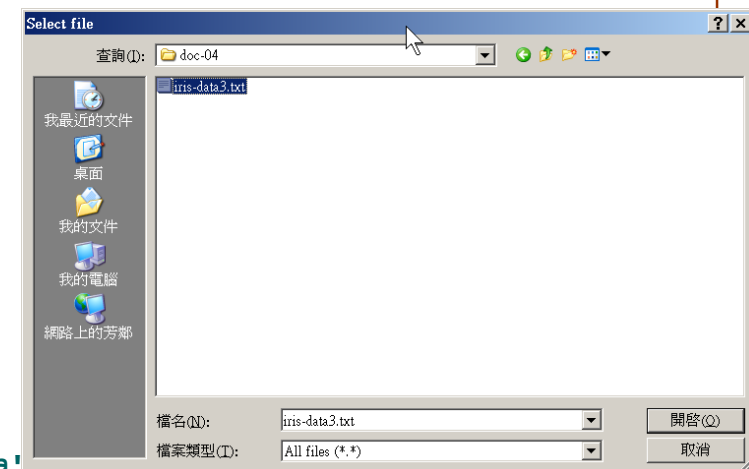 Select file
查詢(I):
doc-04
iris-data3.txt
我最近的文件
桌面
我的文件
我的電腦
網路上的芳鄰
檔名(N):
iris-data3.txt
開啓(O)
檔案類型(T):
All files (*.*)
取消
a'